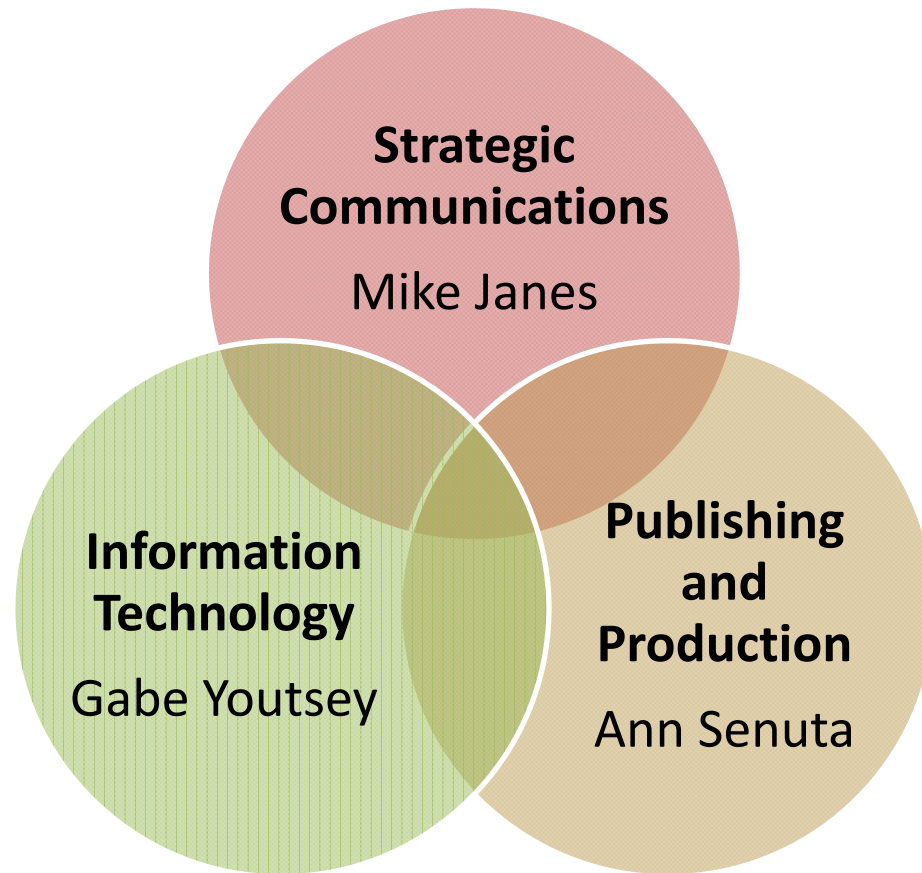 Strategic
Communications
Mike Janes
Information
Technology
Gabe Youtsey
Publishing
and
Production
Ann Senuta